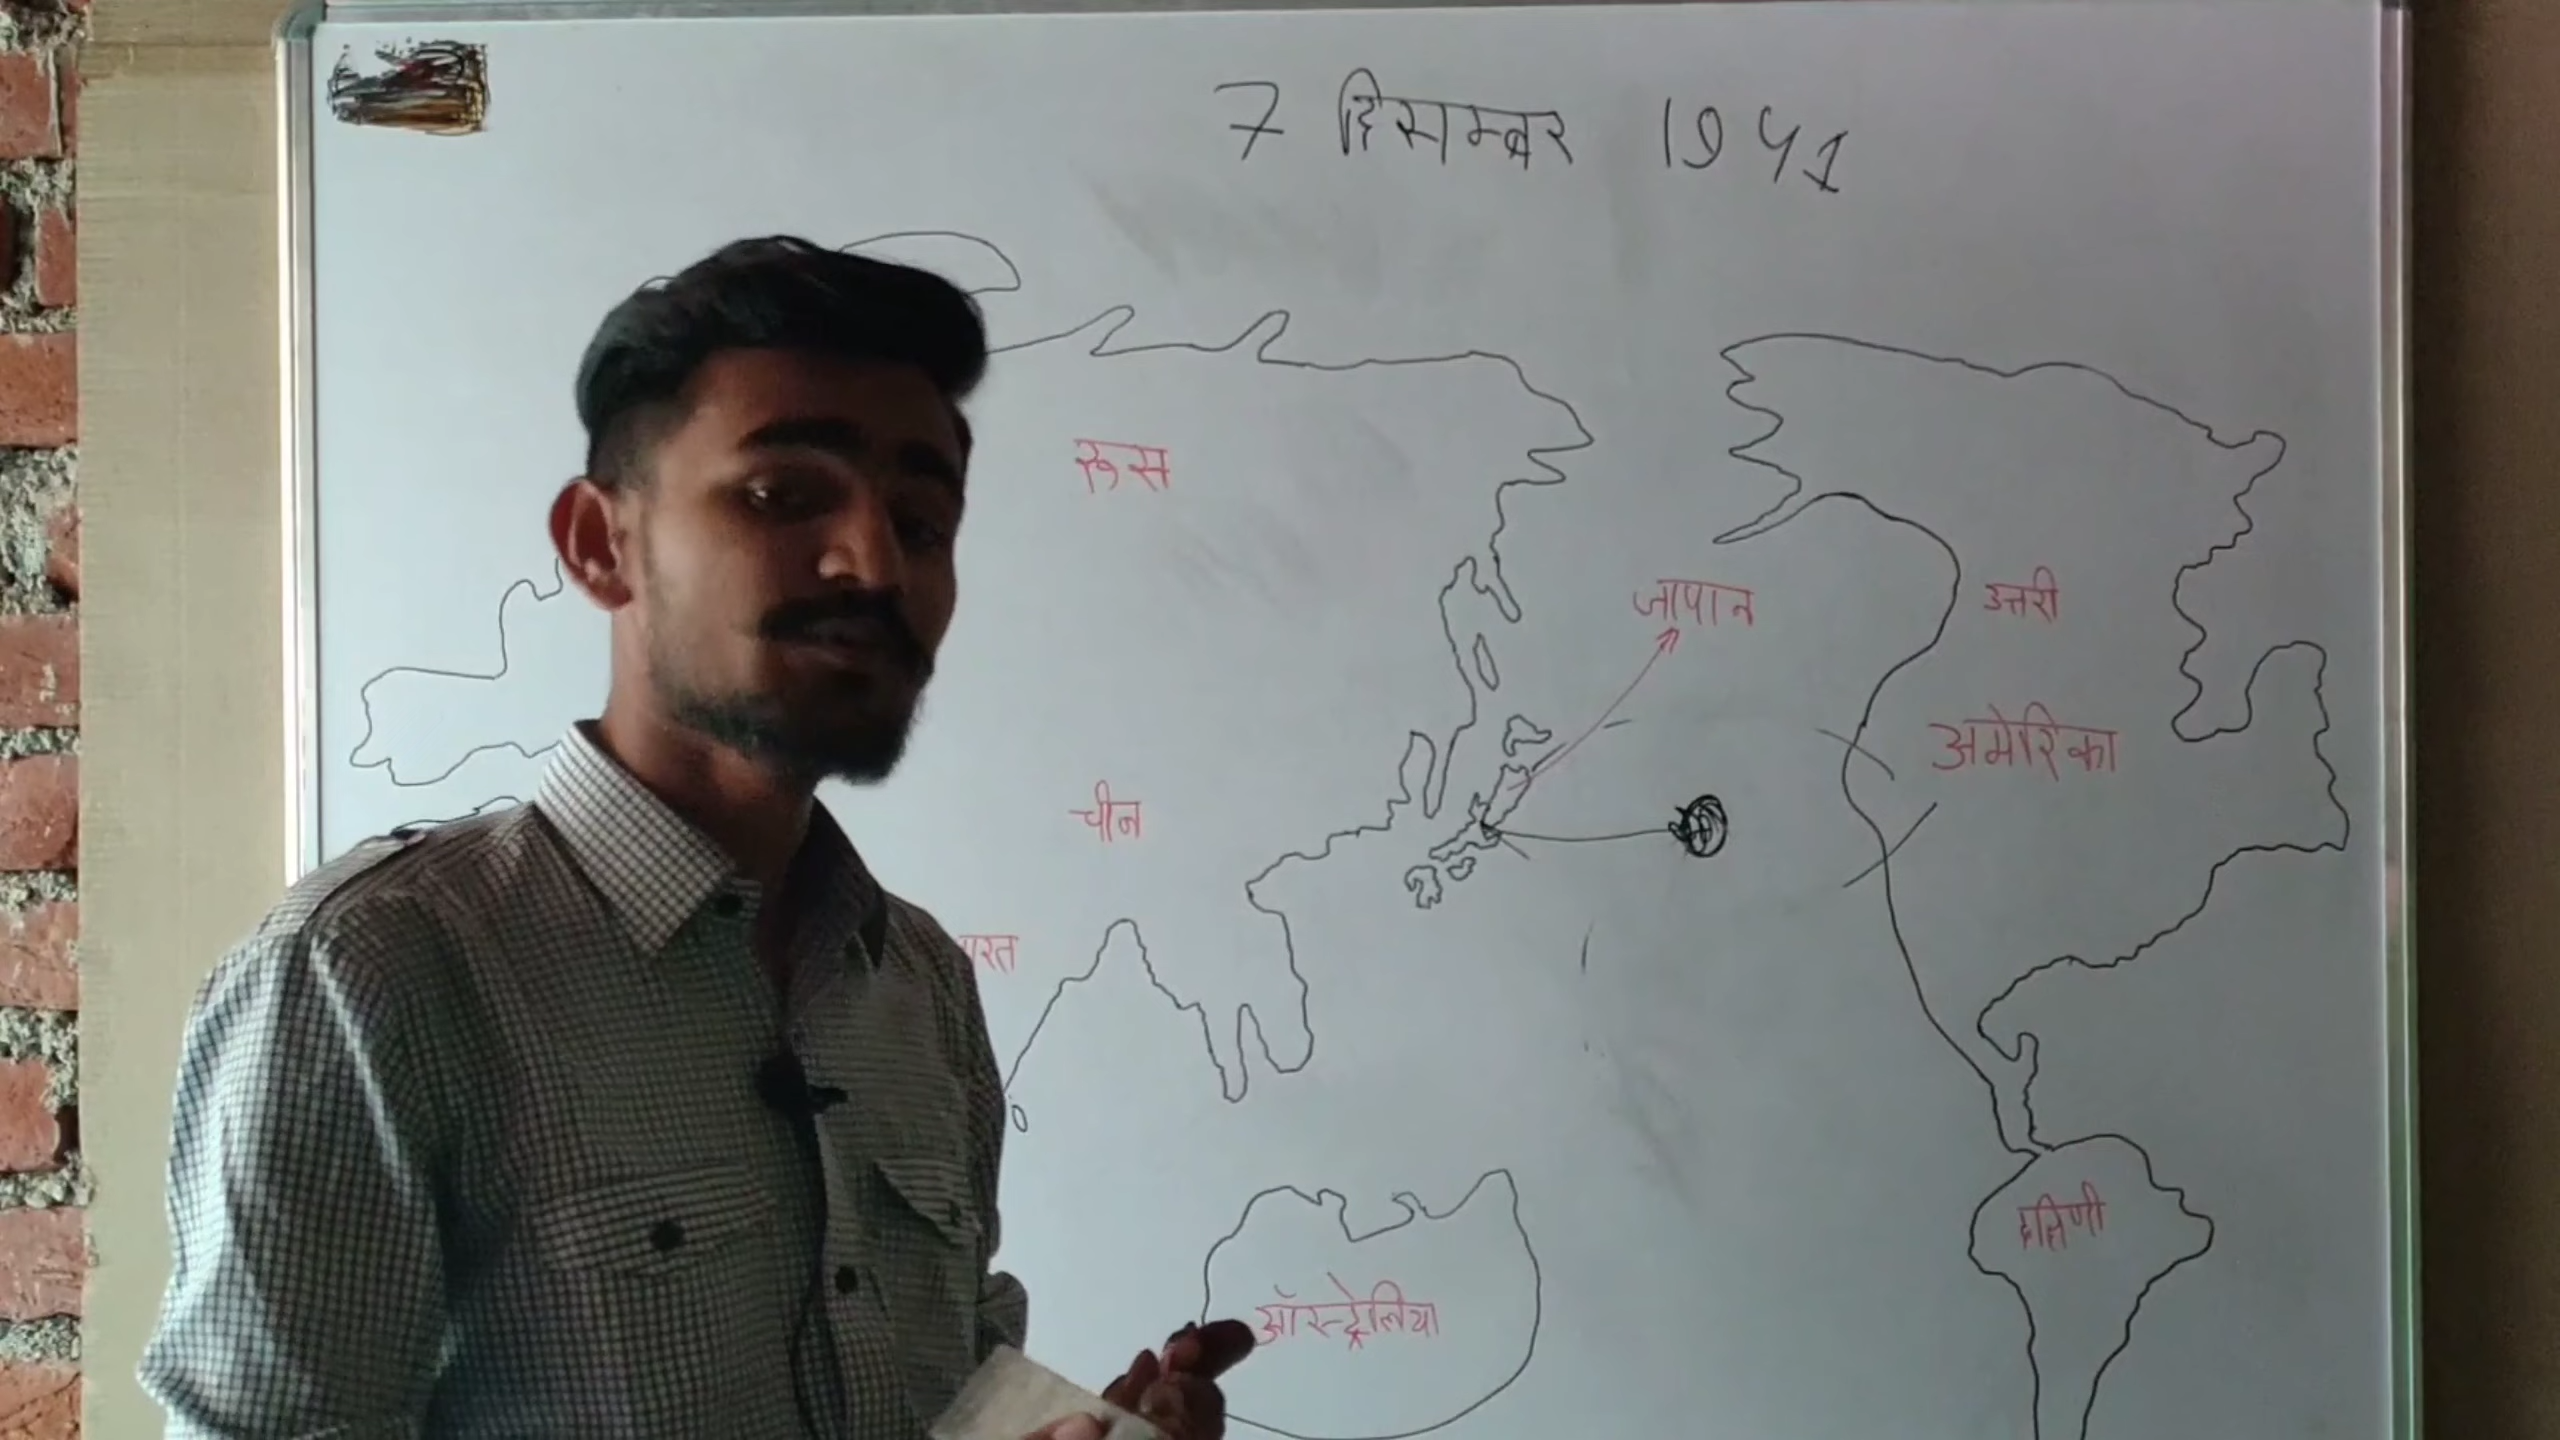 7 दिसम्बर 1941
रूस
जापान
उत्तरी
अमेरिका
चीन
दक्षिणी
ऑस्ट्रेलिया